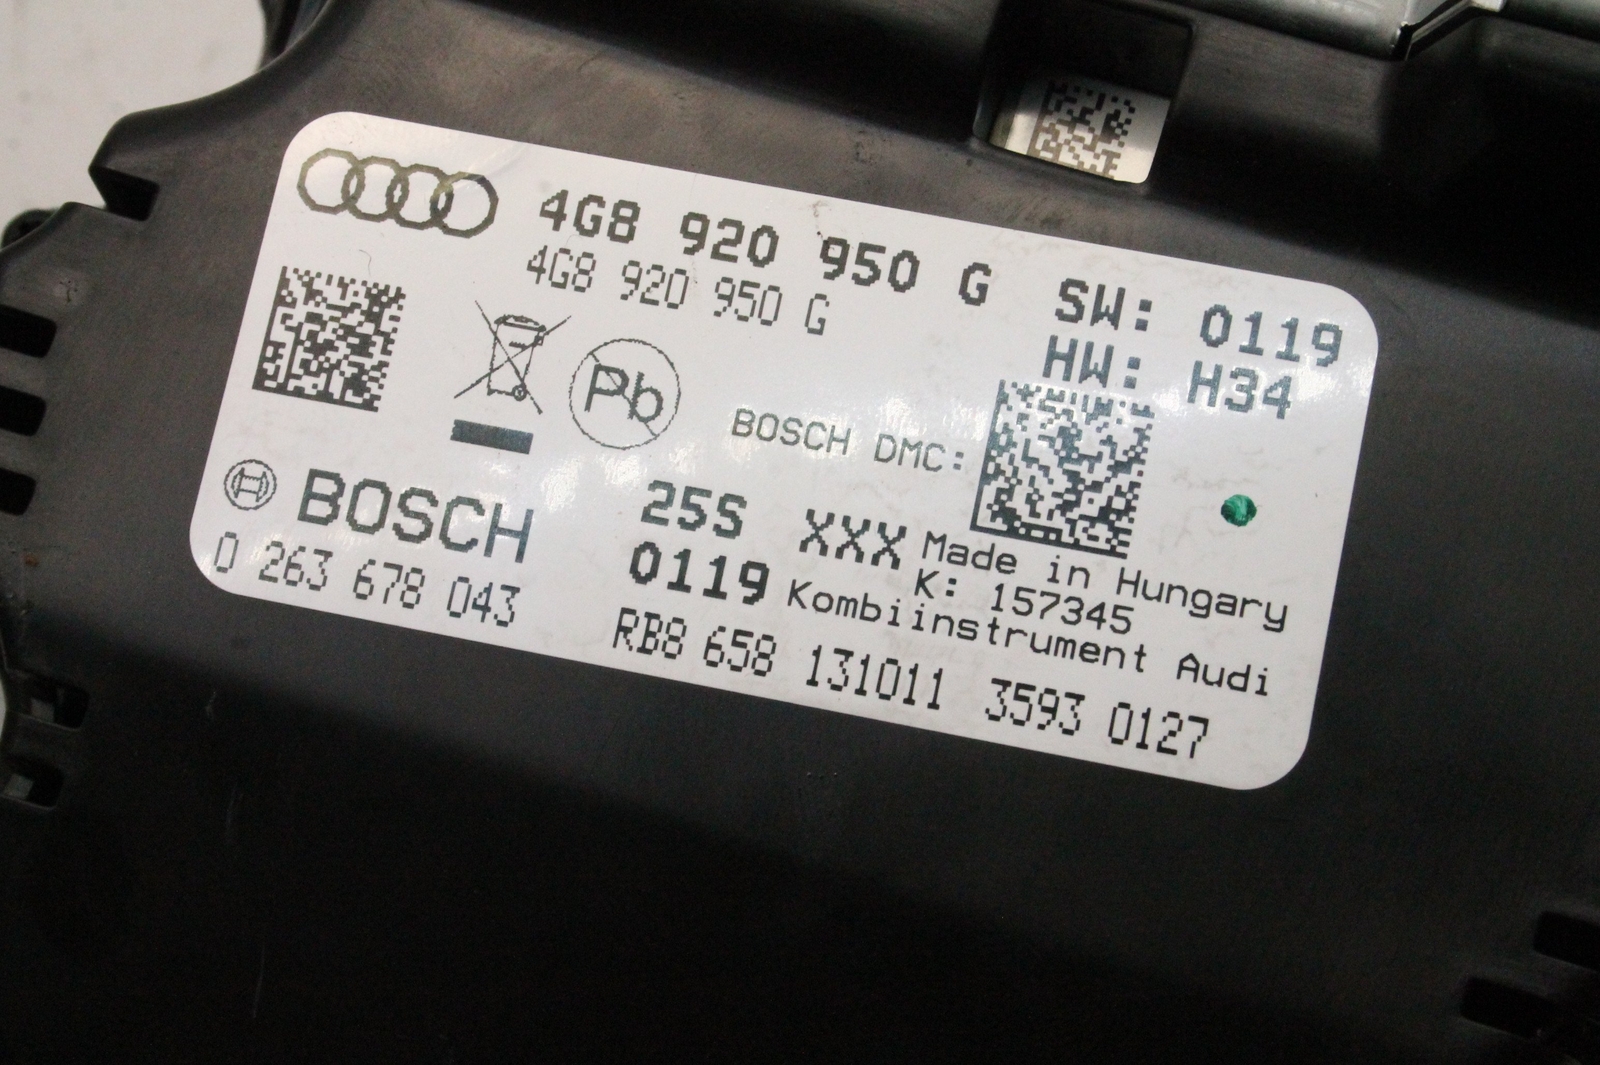 4G8 920 950 G SW: 0119
4G8 920 950 G HW: H34
Pb
BOSCH DMC:
BOSCH 25S XXX Made in Hungary
0119 K: 157345
0 263 678 043 Kombiinstrument Audi
RB8 658 131011 3593 0127